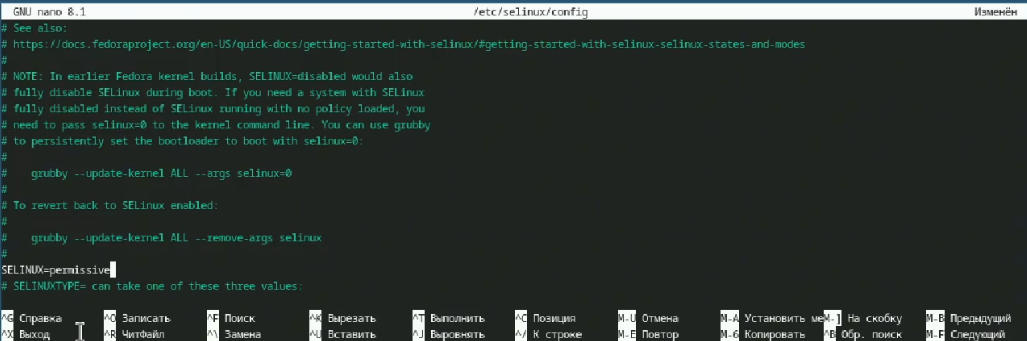 GNU nano 8.1 /etc/selinux/config Изменён
# See also:
# https://docs.fedoraproject.org/en-US/quick-docs/getting-started-with-selinux/#getting-started-with-selinux-selinux-states-and-modes
#
# NOTE: In earlier Fedora kernel builds, SELINUX=disabled would also
# fully disable SELinux during boot. If you need a system with SELinux
# fully disabled instead of SELinux running with no policy loaded, you
# need to pass selinux=0 to the kernel command line. You can use grubby
# to persistently set the bootloader to boot with selinux=0:
#
#    grubby --update-kernel ALL --args selinux=0
#
# To revert back to SELinux enabled:
#
#    grubby --update-kernel ALL --remove-args selinux
#
SELINUX=permissive
# SELINUXTYPE= can take one of these three values:
^G Справка ^O Записать ^F Поиск ^K Вырезать ^T Выполнить ^C Позиция M-U Отмена M-A Установить ме M-] На скобку M-B Предыдущий
^X Выход ^R ЧитФайл ^\ Замена ^U Вставить ^J Выровнять ^/ К строке M-E Повтор M-6 Копировать ^B Обр. поиск M-F Следующий